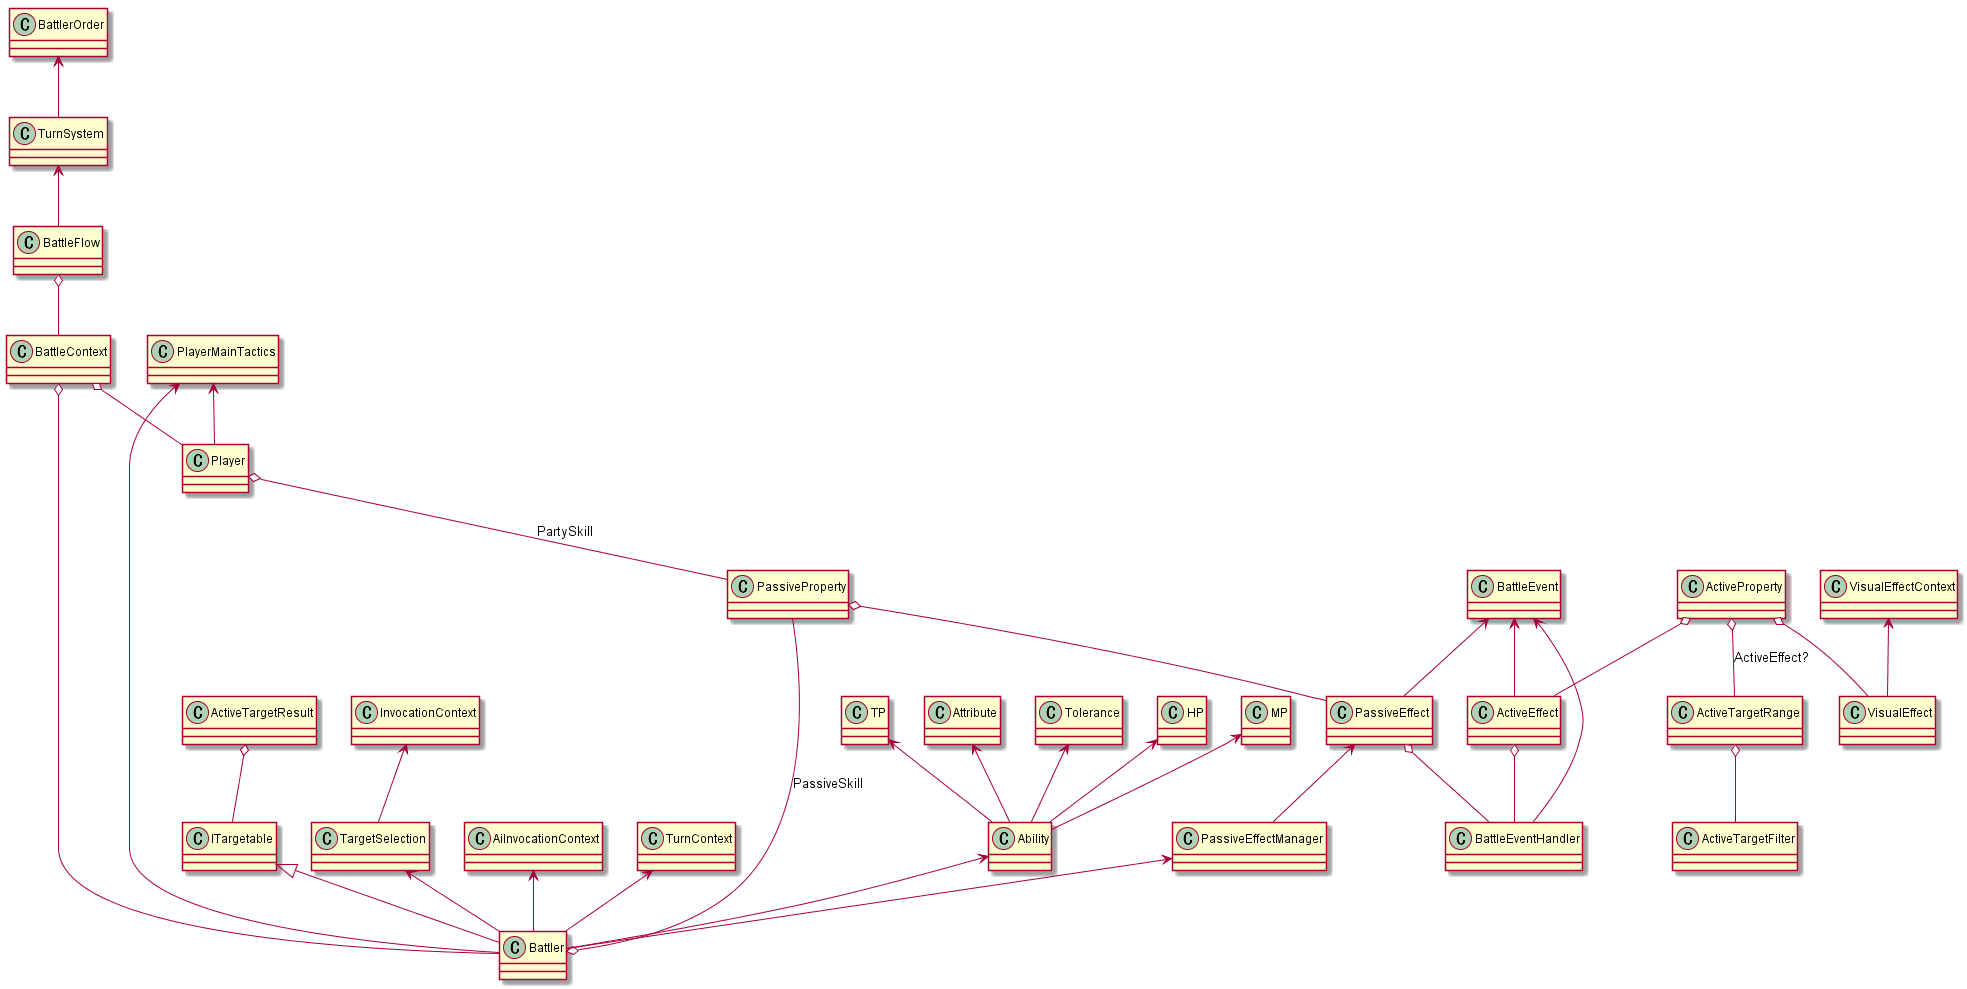 C BattlerOrder
C TurnSystem
C BattleFlow
C BattleContext
C PlayerMainTactics
C Player
PartySkill
C PassiveProperty
C BattleEvent
C ActiveProperty
C VisualEffectContext
ActiveEffect?
C ActiveTargetResult
C InvocationContext
C TP
C Attribute
C Tolerance
C HP
C MP
C PassiveEffect
C ActiveEffect
C ActiveTargetRange
C VisualEffect
PassiveSkill
C ITargetable
C TargetSelection
C AiInvocationContext
C TurnContext
C Ability
C PassiveEffectManager
C BattleEventHandler
C ActiveTargetFilter
C Battler